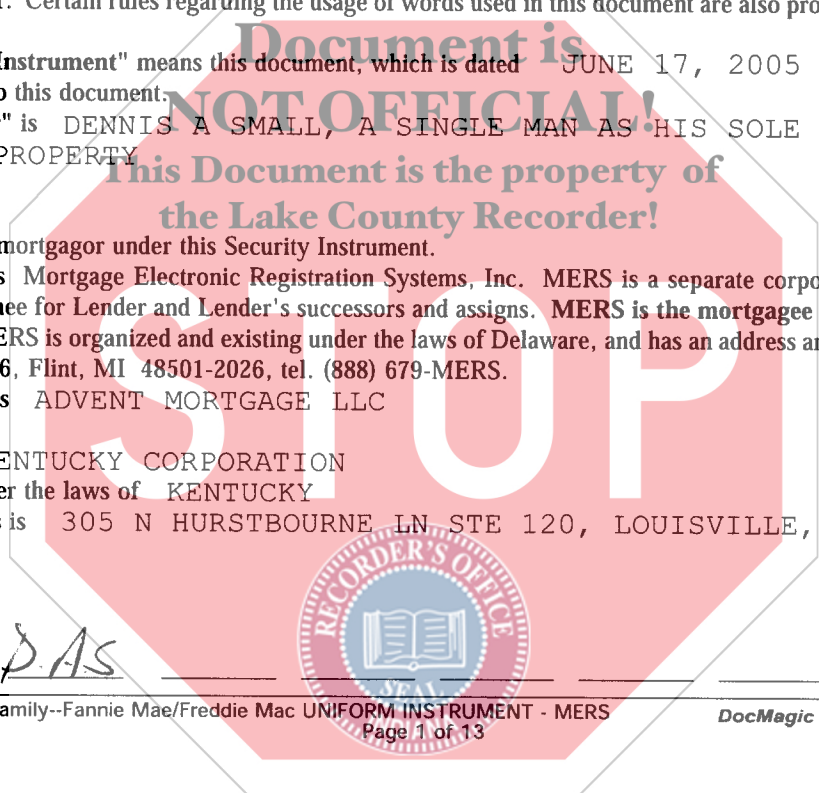 1. Certain rules regarding the usage of words used in this document are also pro
Document is
Instrument" means this document, which is dated JUNE 17, 2005
o this document.
NOT OFFICIAL!
" is DENNIS A SMALL, A SINGLE MAN AS HIS SOLE
PROPERTY
This Document is the property of
the Lake County Recorder!
mortgagor under this Security Instrument.
s Mortgage Electronic Registration Systems, Inc. MERS is a separate corpo
ee for Lender and Lender's successors and assigns. MERS is the mortgagee
ERS is organized and existing under the laws of Delaware, and has an address an
6, Flint, MI 48501-2026, tel. (888) 679-MERS.
STOP
s ADVENT MORTGAGE LLC
ENTUCKY CORPORATION
er the laws of KENTUCKY
s is 305 N HURSTBOURNE LN STE 120, LOUISVILLE,
RECORDER'S OFFICE
SEAL
INDIANA
D.AS
amily--Fannie Mae/Freddie Mac UNIFORM INSTRUMENT - MERS DocMagic
Page 1 of 13